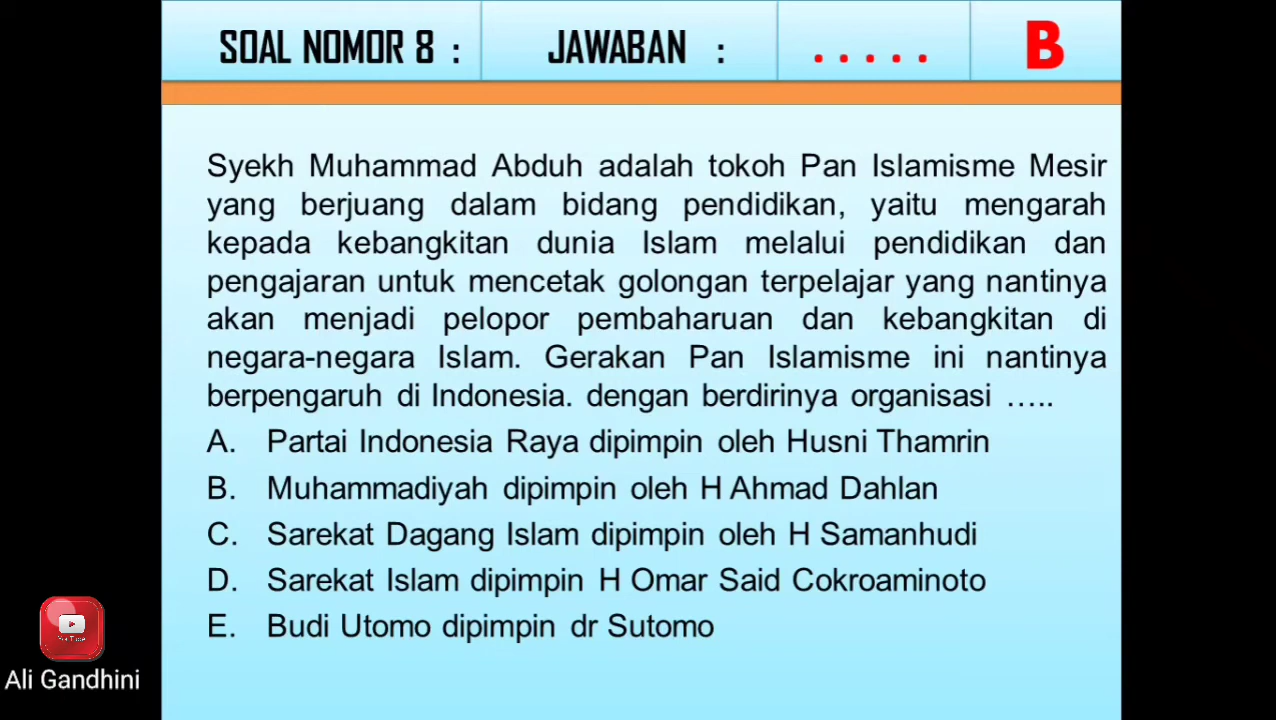 SOAL NOMOR 8 : JAWABAN : ..... B
Syekh Muhammad Abduh adalah tokoh Pan Islamisme Mesir
yang berjuang dalam bidang pendidikan, yaitu mengarah
kepada kebangkitan dunia Islam melalui pendidikan dan
pengajaran untuk mencetak golongan terpelajar yang nantinya
akan menjadi pelopor pembaharuan dan kebangkitan di
negara-negara Islam. Gerakan Pan Islamisme ini nantinya
berpengaruh di Indonesia. dengan berdirinya organisasi …..
A. Partai Indonesia Raya dipimpin oleh Husni Thamrin
B. Muhammadiyah dipimpin oleh H Ahmad Dahlan
C. Sarekat Dagang Islam dipimpin oleh H Samanhudi
D. Sarekat Islam dipimpin H Omar Said Cokroaminoto
E. Budi Utomo dipimpin dr Sutomo
You Tube
Ali Gandhini